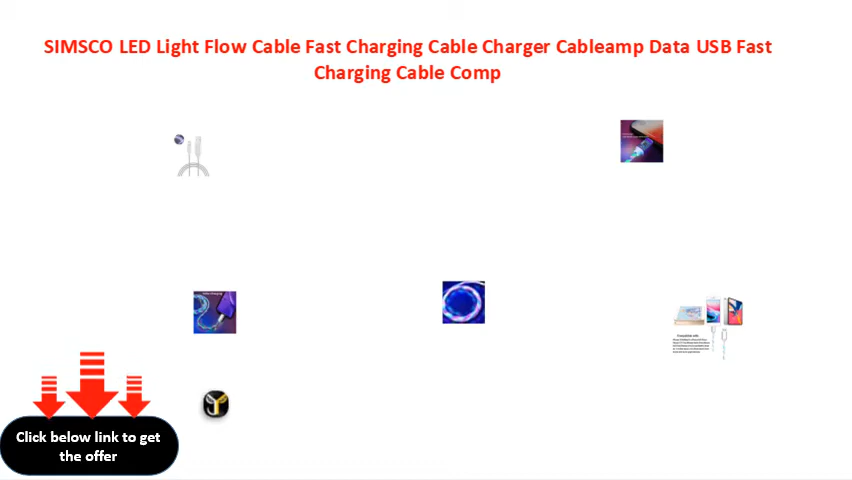 SIMSCO LED Light Flow Cable Fast Charging Cable Charger Cableamp Data USB Fast
Charging Cable Comp
Click below link to get
the offer